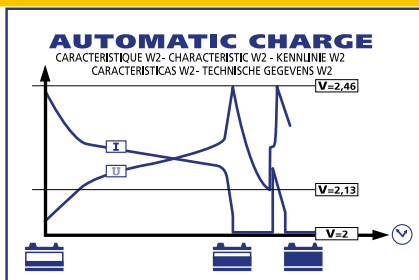 AUTOMATIC CHARGE
CARACTERISTIQUE W2- CHARACTERISTIC W2 - KENNLINIE W2
CARACTERISTICAS W2- TECHNISCHE GEGEVENS W2
V=2,46
I
U
V=2,13
V=2